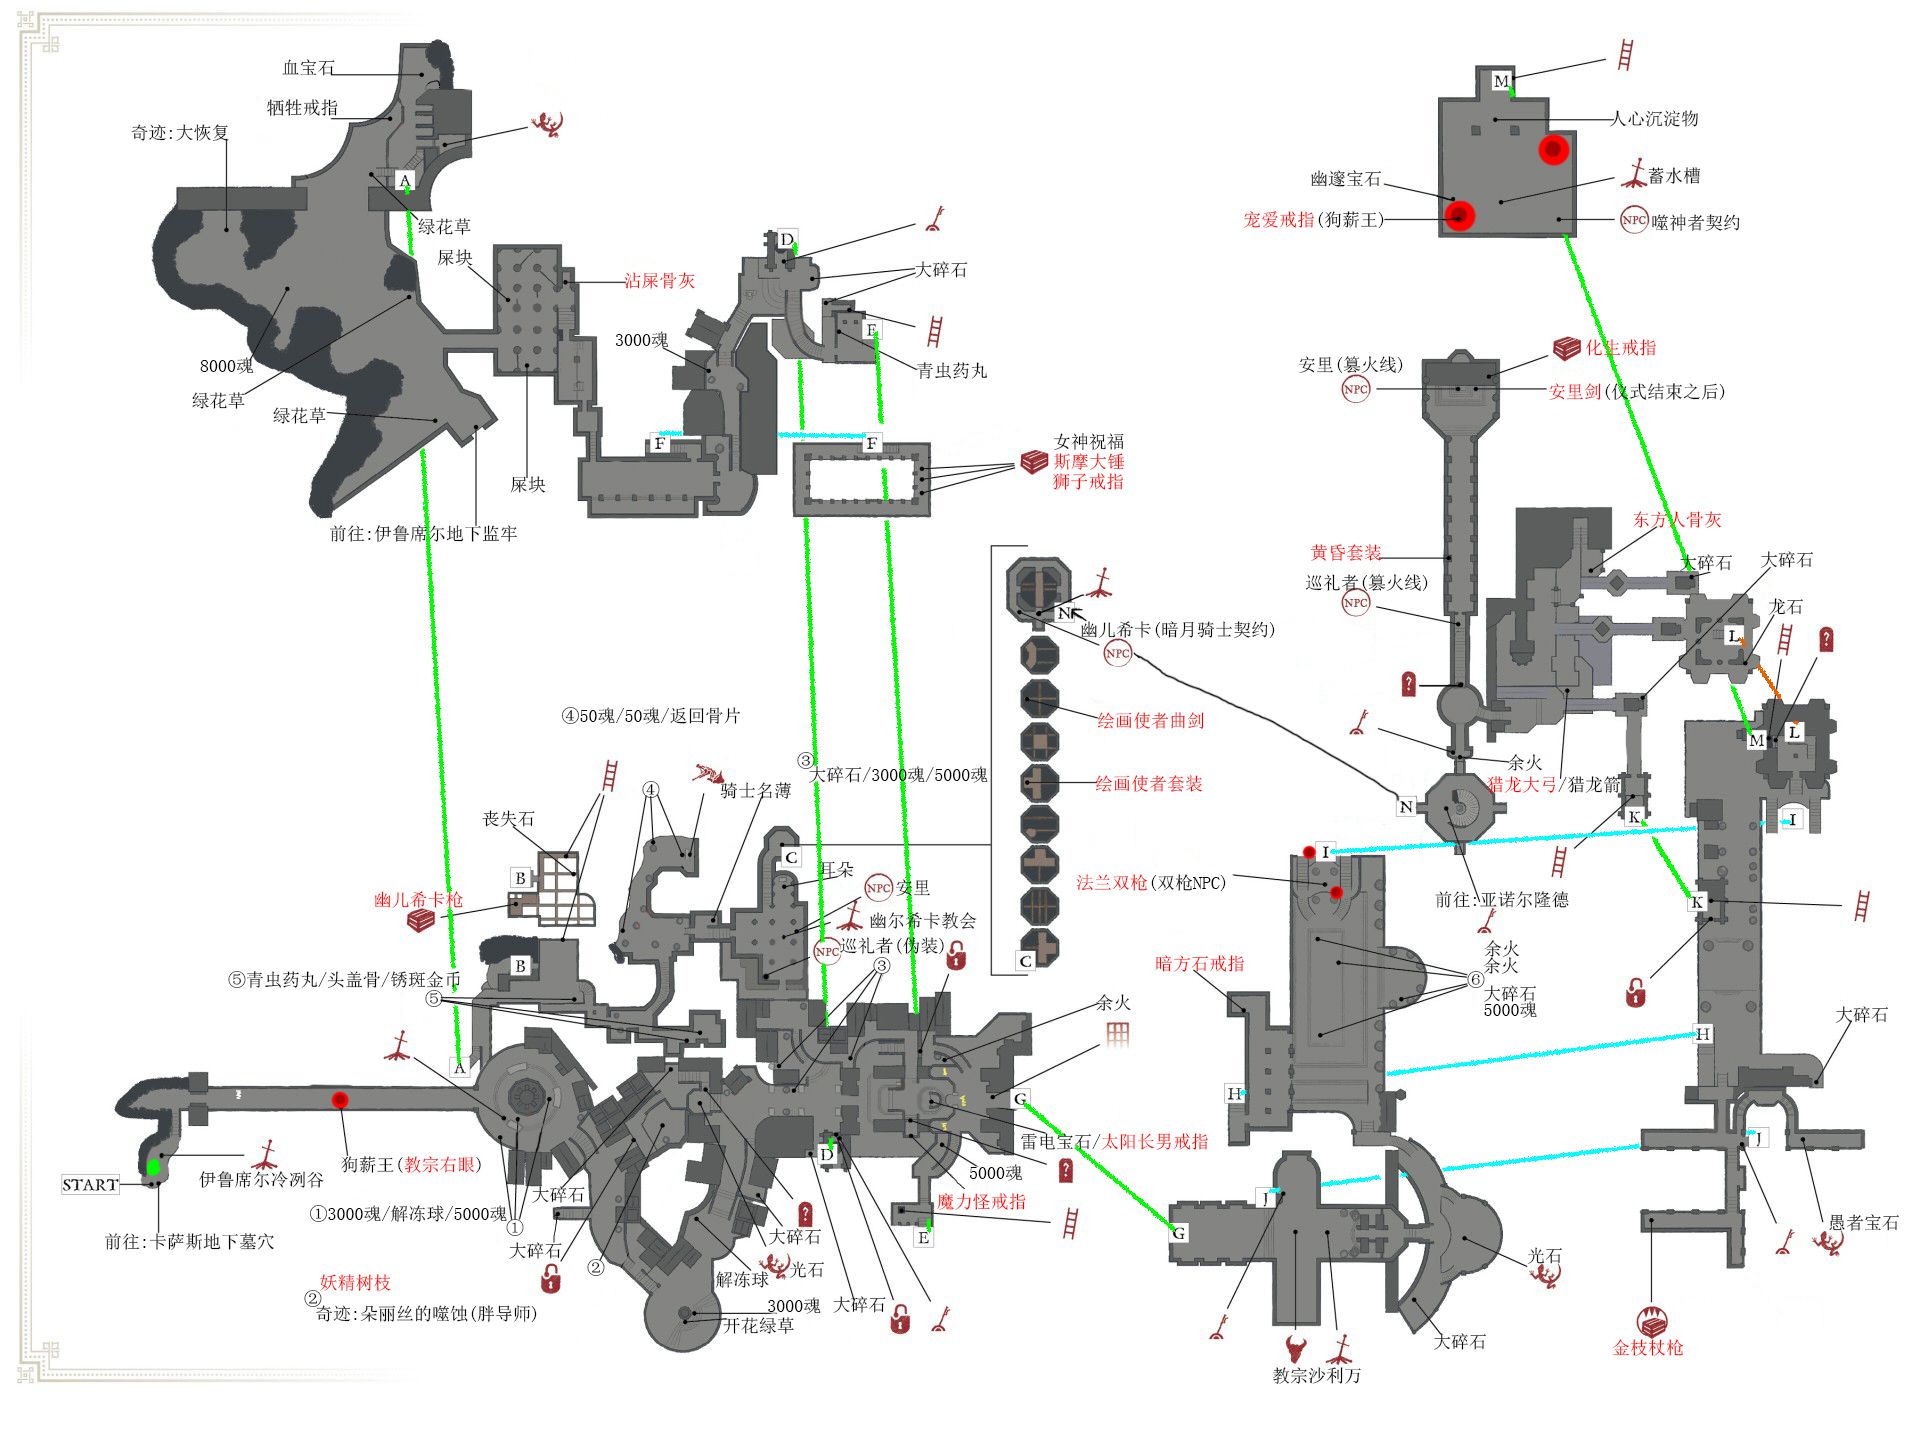 血宝石
牺牲戒指
奇迹:大恢复
A
绿花草
屎块
沾屎骨灰
8000魂
绿花草
绿花草
屎块
前往:伊鲁席尔地下监牢
D
大碎石
3000魂
E
青虫药丸
F
F
女神祝福
斯摩大锤
狮子戒指
M
人心沉淀物
幽邃宝石
蓄水槽
宠爱戒指(狗薪王)
NPC
噬神者契约
安里(篡火线)
NPC
化生戒指
安里剑(仪式结束之后)
东方人骨灰
黄昏套装
大碎石
大碎石
巡礼者(篡火线)
NPC
龙石
L
N
幽儿希卡(暗月骑士契约)
NPC
绘画使者曲剑
绘画使者套装
C
余火
猎龙大弓/猎龙箭
M
L
N
K
I
前往:亚诺尔隆德
④50魂/50魂/返回骨片
③
大碎石/3000魂/5000魂
④
骑士名薄
丧失石
B
幽儿希卡枪
C
耳朵
NPC
安里
幽尔希卡教会
NPC
巡礼者(伪装)
③
B
⑤青虫药丸/头盖骨/锈斑金币
⑤
余火
A
G
雷电宝石/太阳长男戒指
5000魂
魔力怪戒指
D
E
START
伊鲁席尔冷冽谷
狗薪王(教宗右眼)
前往:卡萨斯地下墓穴
①3000魂/解冻球/5000魂
①
大碎石
大碎石
②
妖精树枝
②
奇迹:朵丽丝的噬蚀(胖导师)
大碎石
光石
解冻球
3000魂
开花绿草
大碎石
I
法兰双枪(双枪NPC)
K
暗方石戒指
余火
余火
⑥
大碎石
5000魂
H
H
大碎石
J
J
G
光石
大碎石
教宗沙利万
愚者宝石
金枝杖枪